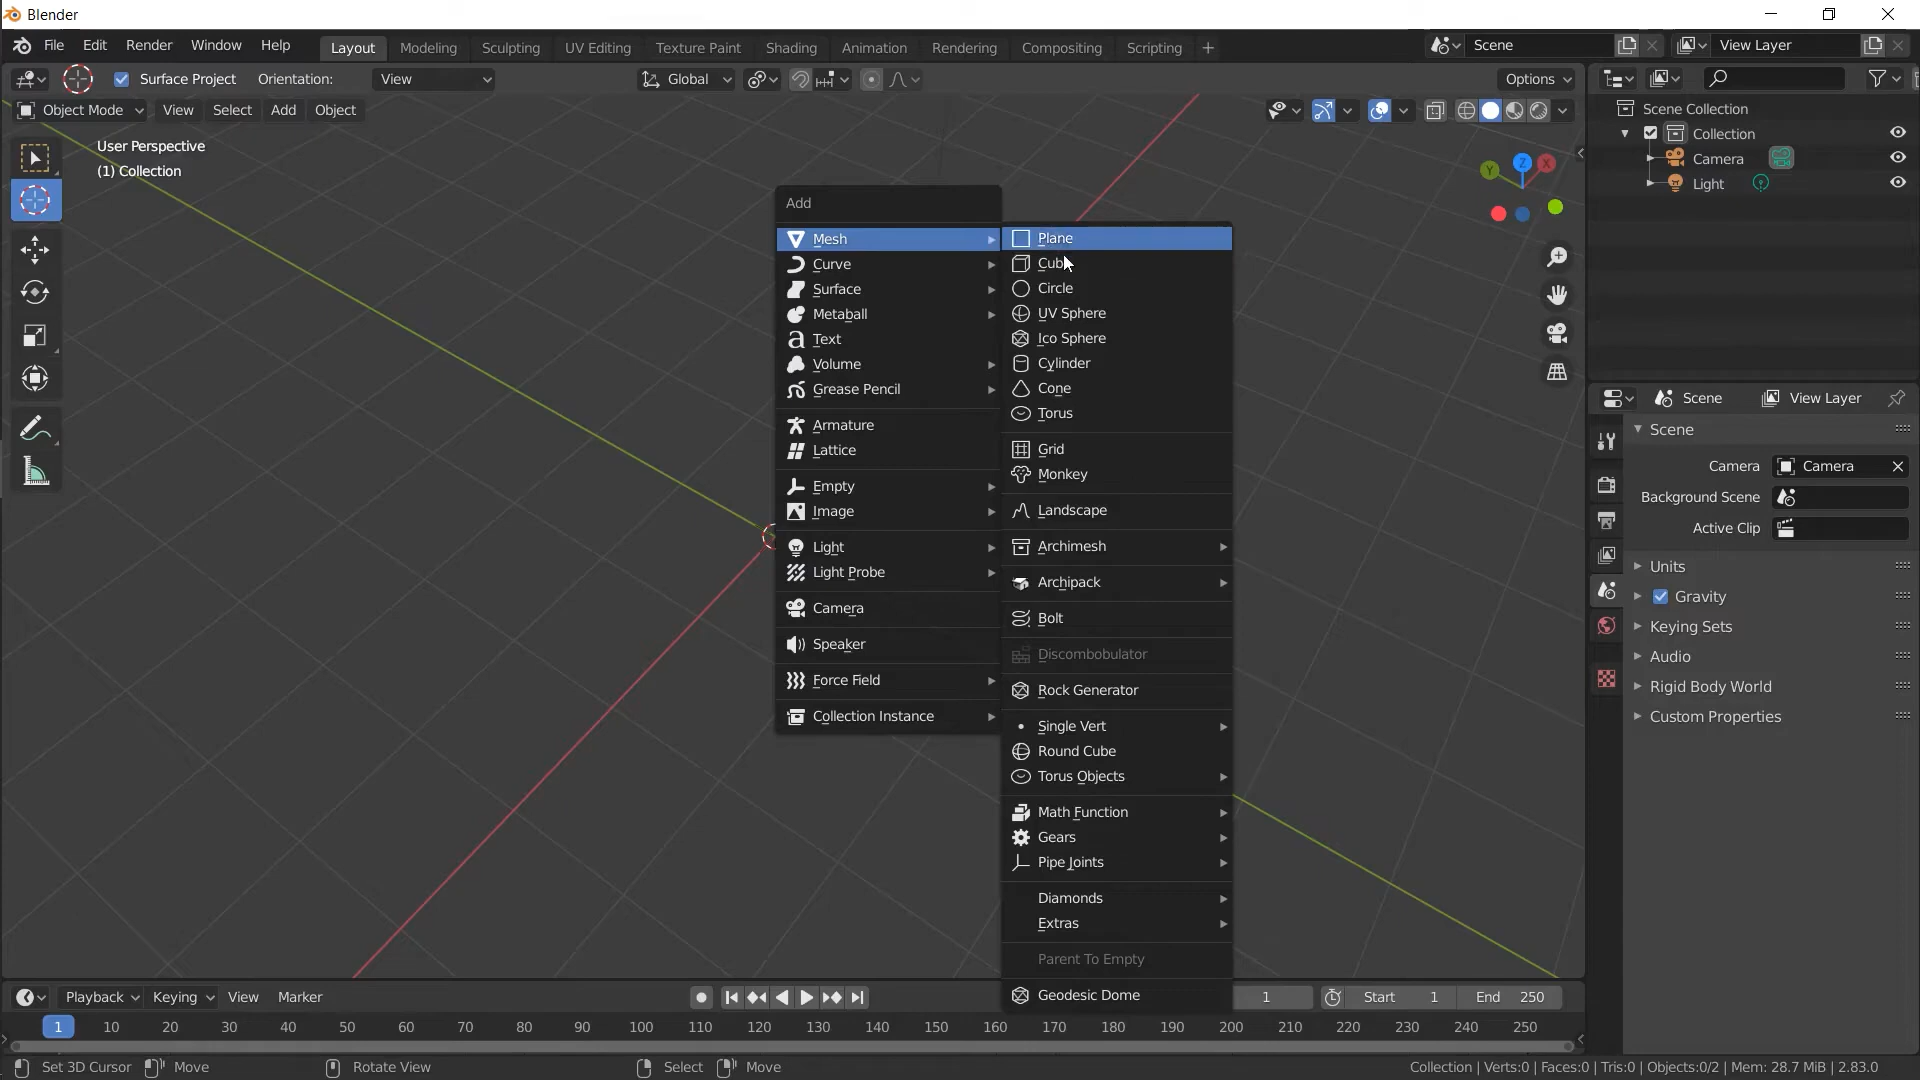 Blender
File Edit Render Window Help Layout Modeling Sculpting UV Editing Texture Paint Shading Animation Rendering Compositing Scripting + Scene View Layer
Surface Project Orientation: View Global Options
Object Mode View Select Add Object
User Perspective
(1) Collection
Scene Collection
Collection
Camera
Light
Z
X
Y
Add
Mesh
Curve
Surface
Metaball
Text
Volume
Grease Pencil
Armature
Lattice
Empty
Image
Light
Light Probe
Camera
Speaker
Force Field
Collection Instance
Plane
Cube
Circle
UV Sphere
Ico Sphere
Cylinder
Cone
Torus
Grid
Monkey
Landscape
Archimesh
Archipack
Bolt
Discombobulator
Rock Generator
Single Vert
Round Cube
Torus Objects
Math Function
Gears
Pipe Joints
Diamonds
Extras
Parent To Empty
Geodesic Dome
Scene View Layer
Scene
Camera Camera
Background Scene
Active Clip
Units
Gravity
Keying Sets
Audio
Rigid Body World
Custom Properties
Playback Keying View Marker 1 Start 1 End 250
1 10 20 30 40 50 60 70 80 90 100 110 120 130 140 150 160 170 180 190 200 210 220 230 240 250
Set 3D Cursor Move Rotate View Select Move Collection | Verts:0 | Faces:0 | Tris:0 | Objects:0/2 | Mem: 28.7 MiB | 2.83.0